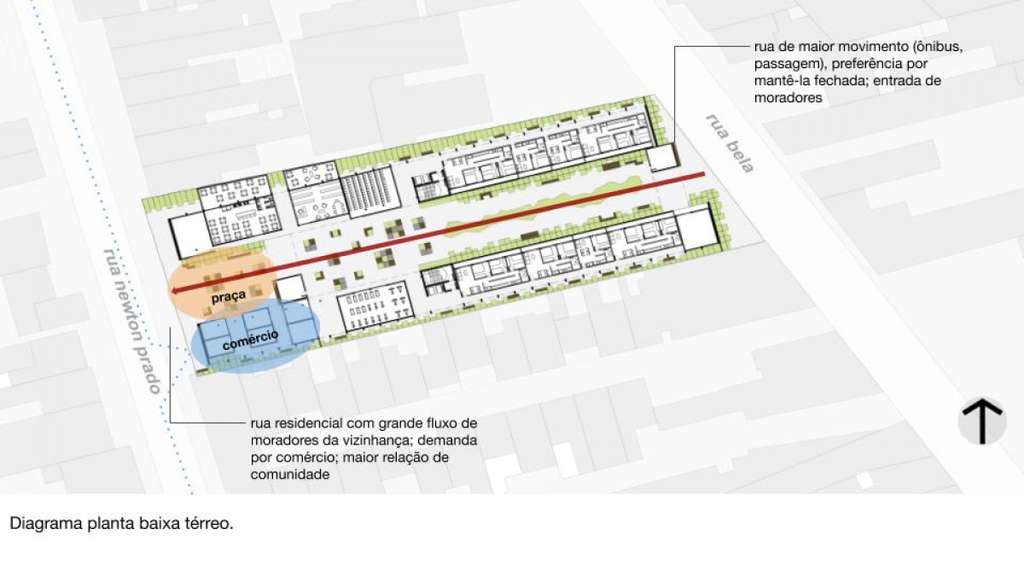 rua de maior movimento (ônibus,
passagem), preferência por
mantê-la fechada; entrada de
moradores
rua bela
rua newton prado
praça
comércio
rua residencial com grande fluxo de
moradores da vizinhança; demanda
por comércio; maior relação de
comunidade
Diagrama planta baixa térreo.